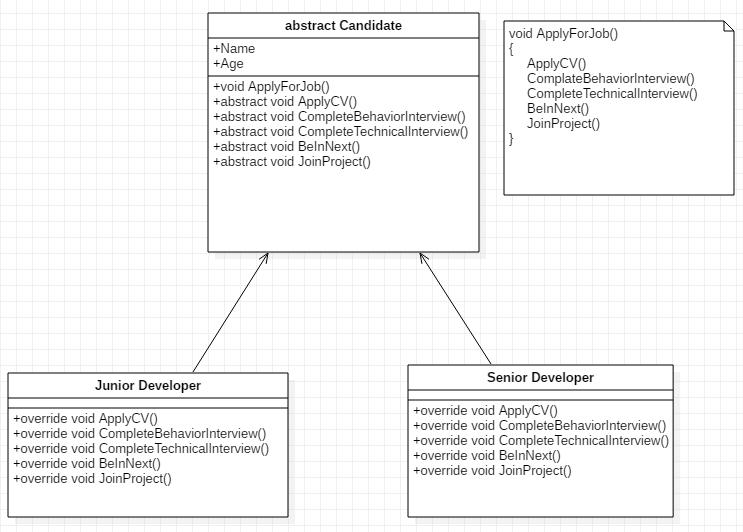 abstract Candidate
+Name
+Age
+void ApplyForJob()
+abstract void ApplyCV()
+abstract void CompleteBehaviorInterview()
+abstract void CompleteTechnicalInterview()
+abstract void BeInNext()
+abstract void JoinProject()
void ApplyForJob()
{
ApplyCV()
ComplateBehaviorInterview()
CompleteTechnicalInterview()
BeInNext()
JoinProject()
}
Junior Developer
+override void ApplyCV()
+override void CompleteBehaviorInterview()
+override void CompleteTechnicalInterview()
+override void BeInNext()
+override void JoinProject()
Senior Developer
+override void ApplyCV()
+override void CompleteBehaviorInterview()
+override void CompleteTechnicalInterview()
+override void BeInNext()
+override void JoinProject()